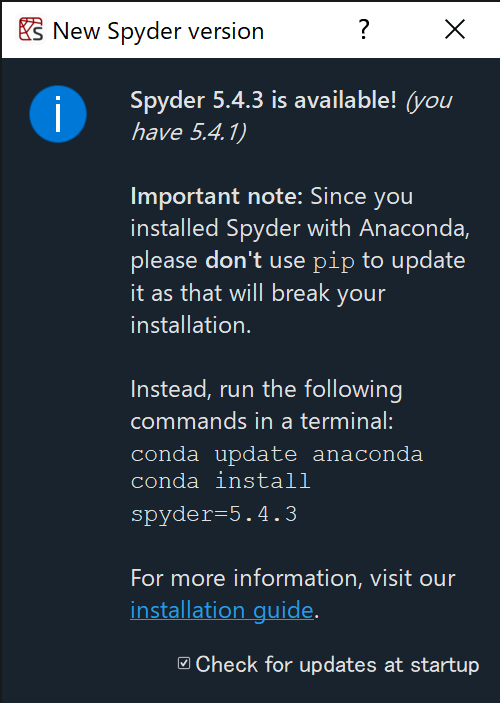 New Spyder version
?
Spyder 5.4.3 is available! (you
have 5.4.1)
Important note: Since you
installed Spyder with Anaconda,
please don't use pip to update
it as that will break your
installation.
Instead, run the following
commands in a terminal:
conda update anaconda
conda install
spyder=5.4.3
For more information, visit our
installation guide.
Check for updates at startup